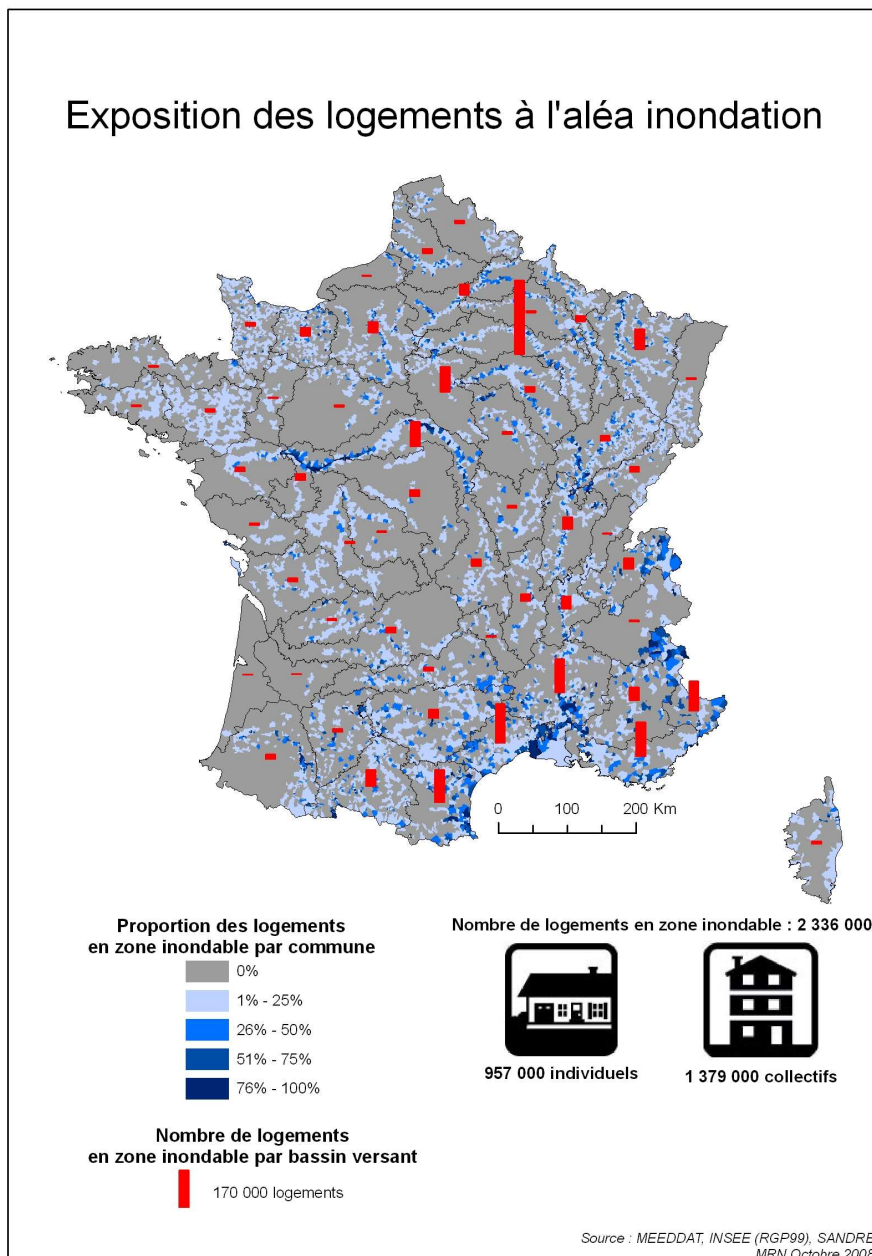 Exposition des logements à l'aléa inondation
0 100 200 Km
Proportion des logements
en zone inondable par commune
0%
1% - 25%
26% - 50%
51% - 75%
76% - 100%
Nombre de logements
en zone inondable par bassin versant
170 000 logements
Nombre de logements en zone inondable : 2 336 000
957 000 individuels
1 379 000 collectifs
Source : MEEDDAT, INSEE (RGP99), SANDRE
MRN Octobre 2008